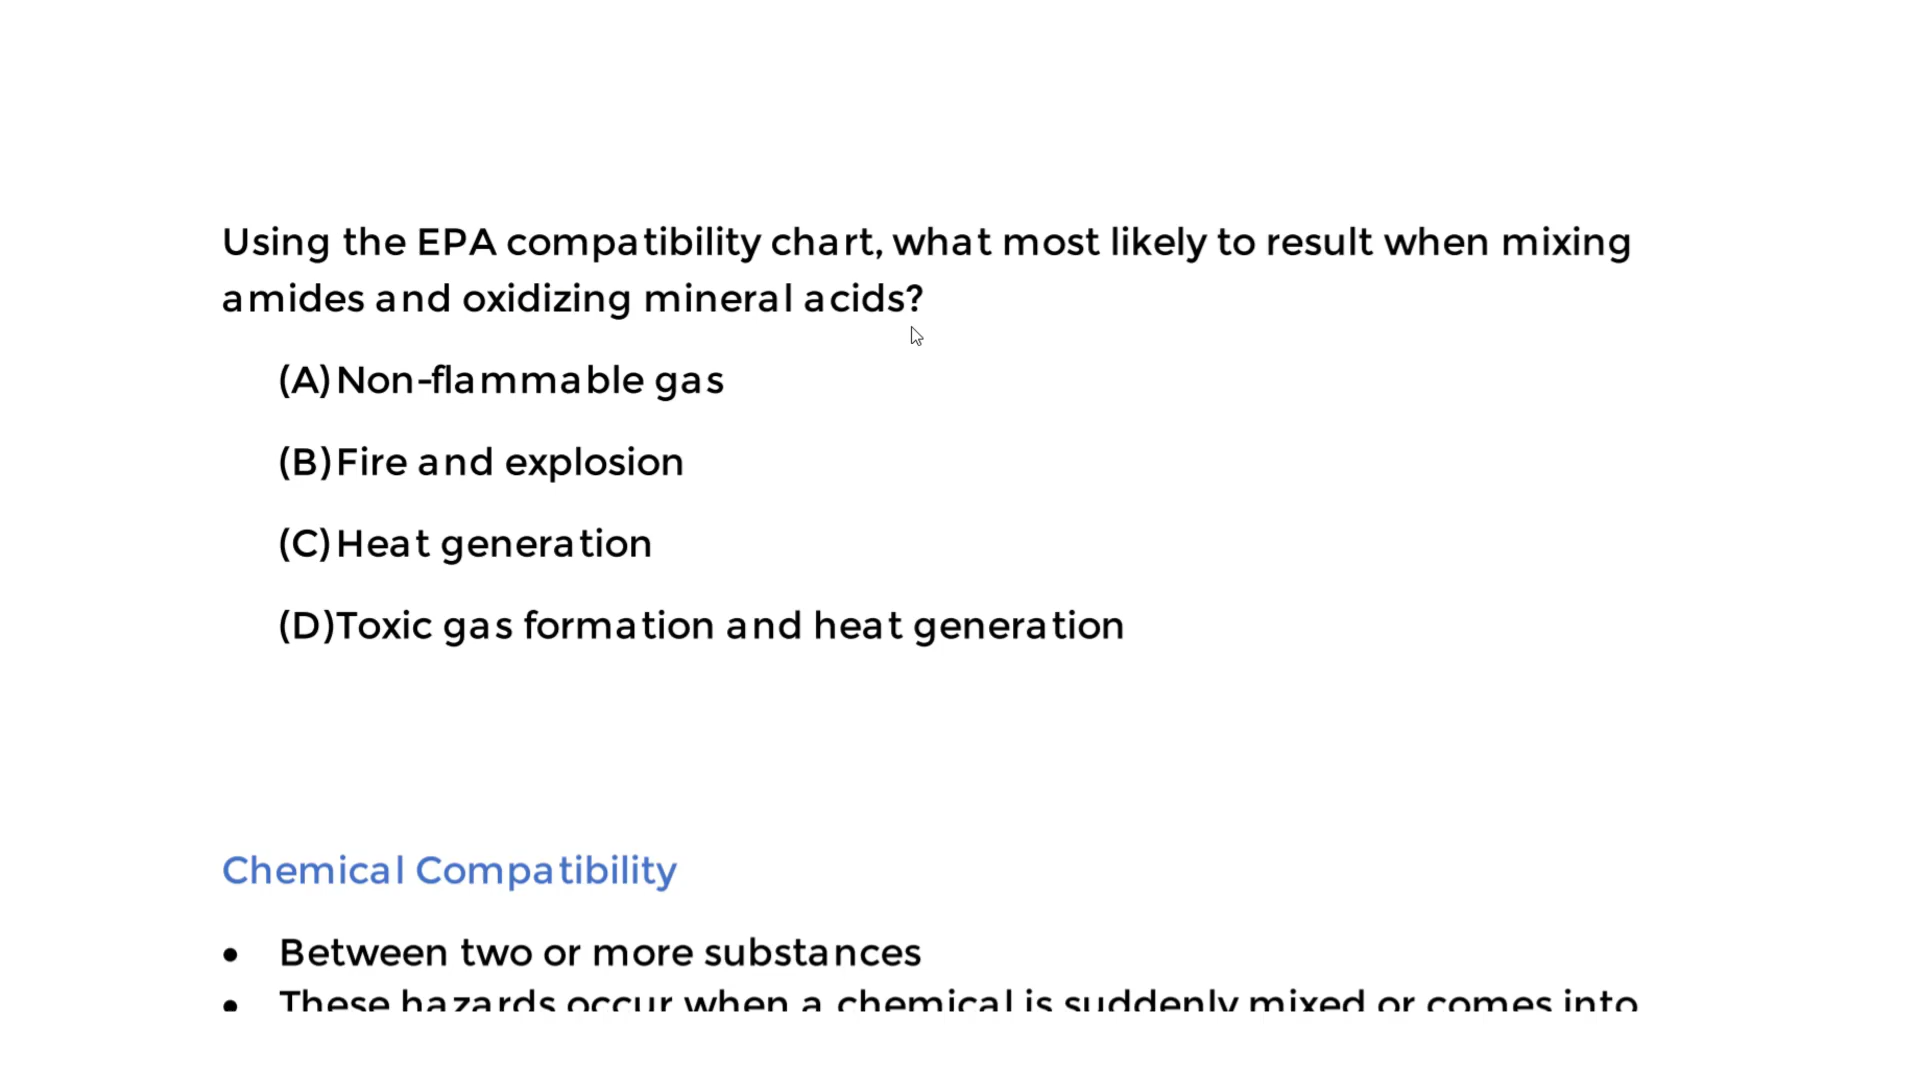 Using the EPA compatibility chart, what most likely to result when mixing
amides and oxidizing mineral acids?
(A) Non-flammable gas
(B) Fire and explosion
(C) Heat generation
(D) Toxic gas formation and heat generation
Chemical Compatibility
• Between two or more substances
• These hazards occur when a chemical is suddenly mixed or comes into